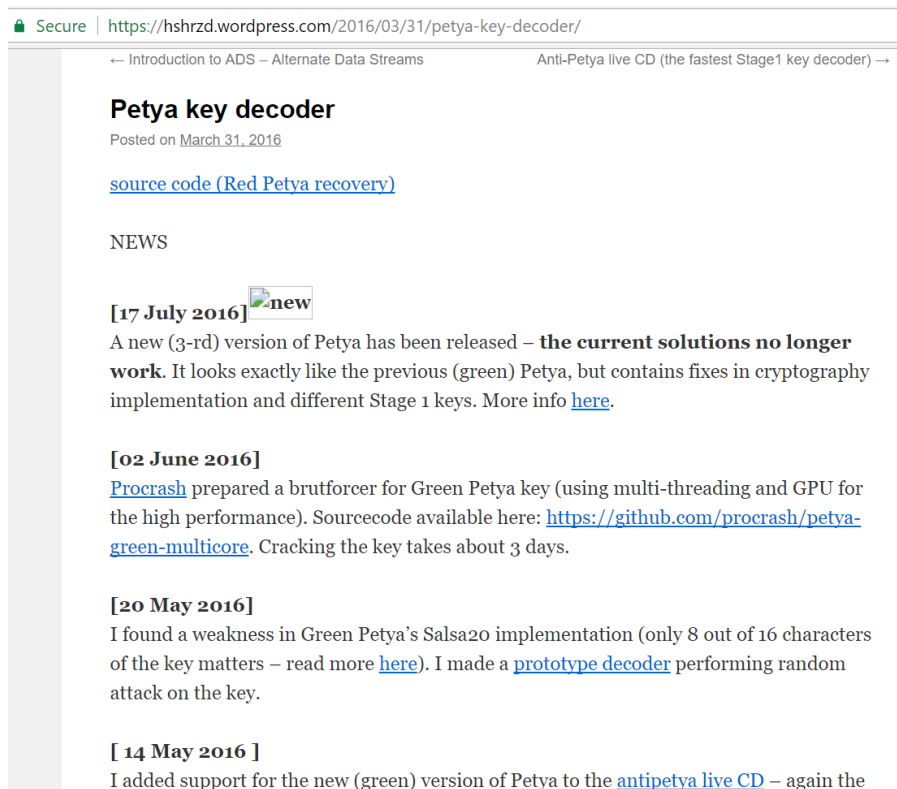 Secure | https://hshrzd.wordpress.com/2016/03/31/petya-key-decoder/
← Introduction to ADS – Alternate Data Streams Anti-Petya live CD (the fastest Stage1 key decoder) →
Petya key decoder
Posted on March 31, 2016
source code (Red Petya recovery)
NEWS
[17 July 2016] new
A new (3-rd) version of Petya has been released – the current solutions no longer
work. It looks exactly like the previous (green) Petya, but contains fixes in cryptography
implementation and different Stage 1 keys. More info here.
[02 June 2016]
Procrash prepared a brutforcer for Green Petya key (using multi-threading and GPU for
the high performance). Sourcecode available here: https://github.com/procrash/petya-
green-multicore. Cracking the key takes about 3 days.
[20 May 2016]
I found a weakness in Green Petya's Salsa20 implementation (only 8 out of 16 characters
of the key matters – read more here). I made a prototype decoder performing random
attack on the key.
[ 14 May 2016 ]
I added support for the new (green) version of Petya to the antipetya live CD – again the